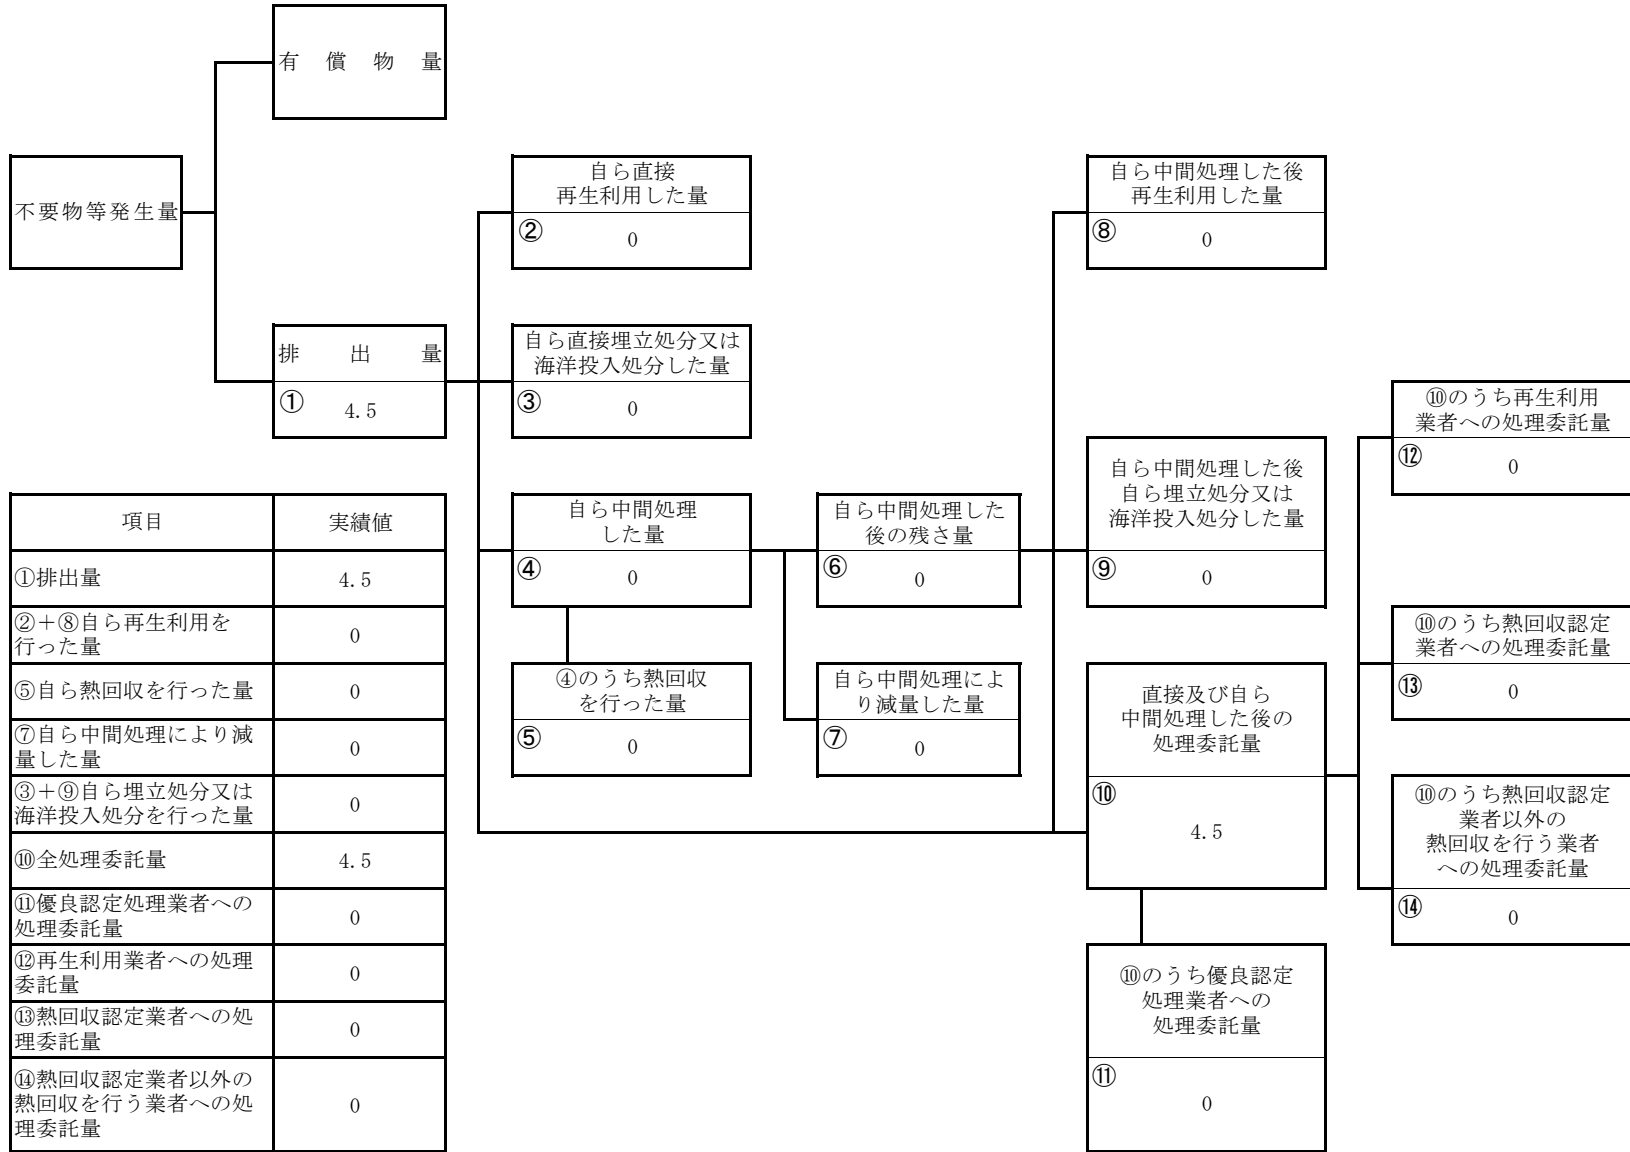 有償物量
不要物等発生量
排出量
① 4.5
自ら直接
再生利用した量
② 0
自ら直接埋立処分又は
海洋投入処分した量
③ 0
自ら中間処理
した量
④ 0
④のうち熱回収
を行った量
⑤ 0
自ら中間処理した
後の残さ量
⑥ 0
自ら中間処理によ
り減量した量
⑦ 0
自ら中間処理した後
再生利用した量
⑧ 0
自ら中間処理した後
自ら埋立処分又は
海洋投入処分した量
⑨ 0
直接及び自ら
中間処理した後の
処理委託量
⑩
4.5
⑩のうち優良認定
処理業者への
処理委託量
⑪
0
⑩のうち再生利用
業者への処理委託量
⑫ 0
⑩のうち熱回収認定
業者への処理委託量
⑬ 0
⑩のうち熱回収認定
業者以外の
熱回収を行う業者
への処理委託量
⑭ 0
項目 実績値
①排出量 4.5
②+⑧自ら再生利用を
行った量 0
⑤自ら熱回収を行った量 0
⑦自ら中間処理により減
量した量 0
③+⑨自ら埋立処分又は
海洋投入処分を行った量 0
⑩全処理委託量 4.5
⑪優良認定処理業者への
処理委託量 0
⑫再生利用業者への処理
委託量 0
⑬熱回収認定業者への処
理委託量 0
⑭熱回収認定業者以外の
熱回収を行う業者への処
理委託量 0